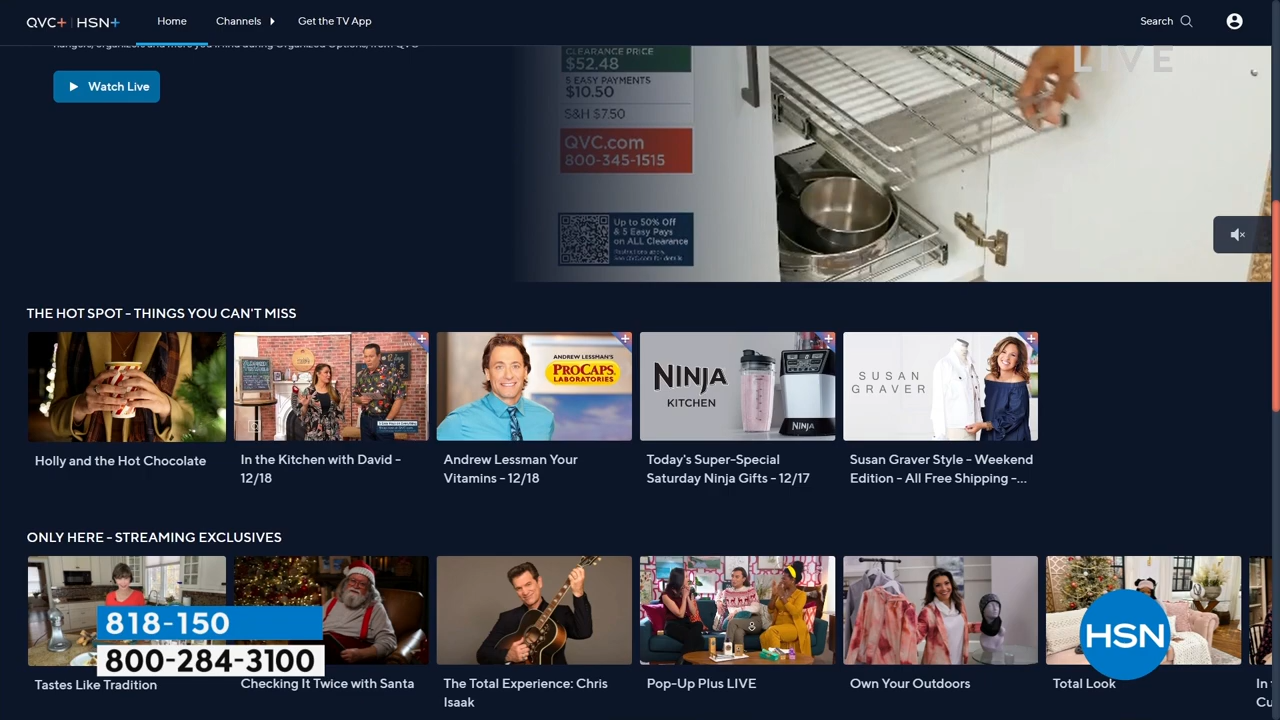 QVC+ | HSN+
Home
Channels
Get the TV App
Search
Watch Live
CLEARANCE PRICE
$52.48
5 EASY PAYMENTS
$10.50
S&H $7.50
QVC.com
800-345-1515
Up to 50% Off
& 5 Easy Pays
on ALL Clearance
LIVE
THE HOT SPOT - THINGS YOU CAN'T MISS
ANDREW LESSMAN'S
PROCAPS
LABORATORIES
NINJA
KITCHEN
NINJA
SUSAN
GRAVER
Holly and the Hot Chocolate
In the Kitchen with David -
12/18
Andrew Lessman Your
Vitamins - 12/18
Today's Super-Special
Saturday Ninja Gifts - 12/17
Susan Graver Style - Weekend
Edition - All Free Shipping -...
ONLY HERE - STREAMING EXCLUSIVES
818-150
800-284-3100
HSN
Tastes Like Tradition
Checking It Twice with Santa
The Total Experience: Chris
Isaak
Pop-Up Plus LIVE
Own Your Outdoors
Total Look